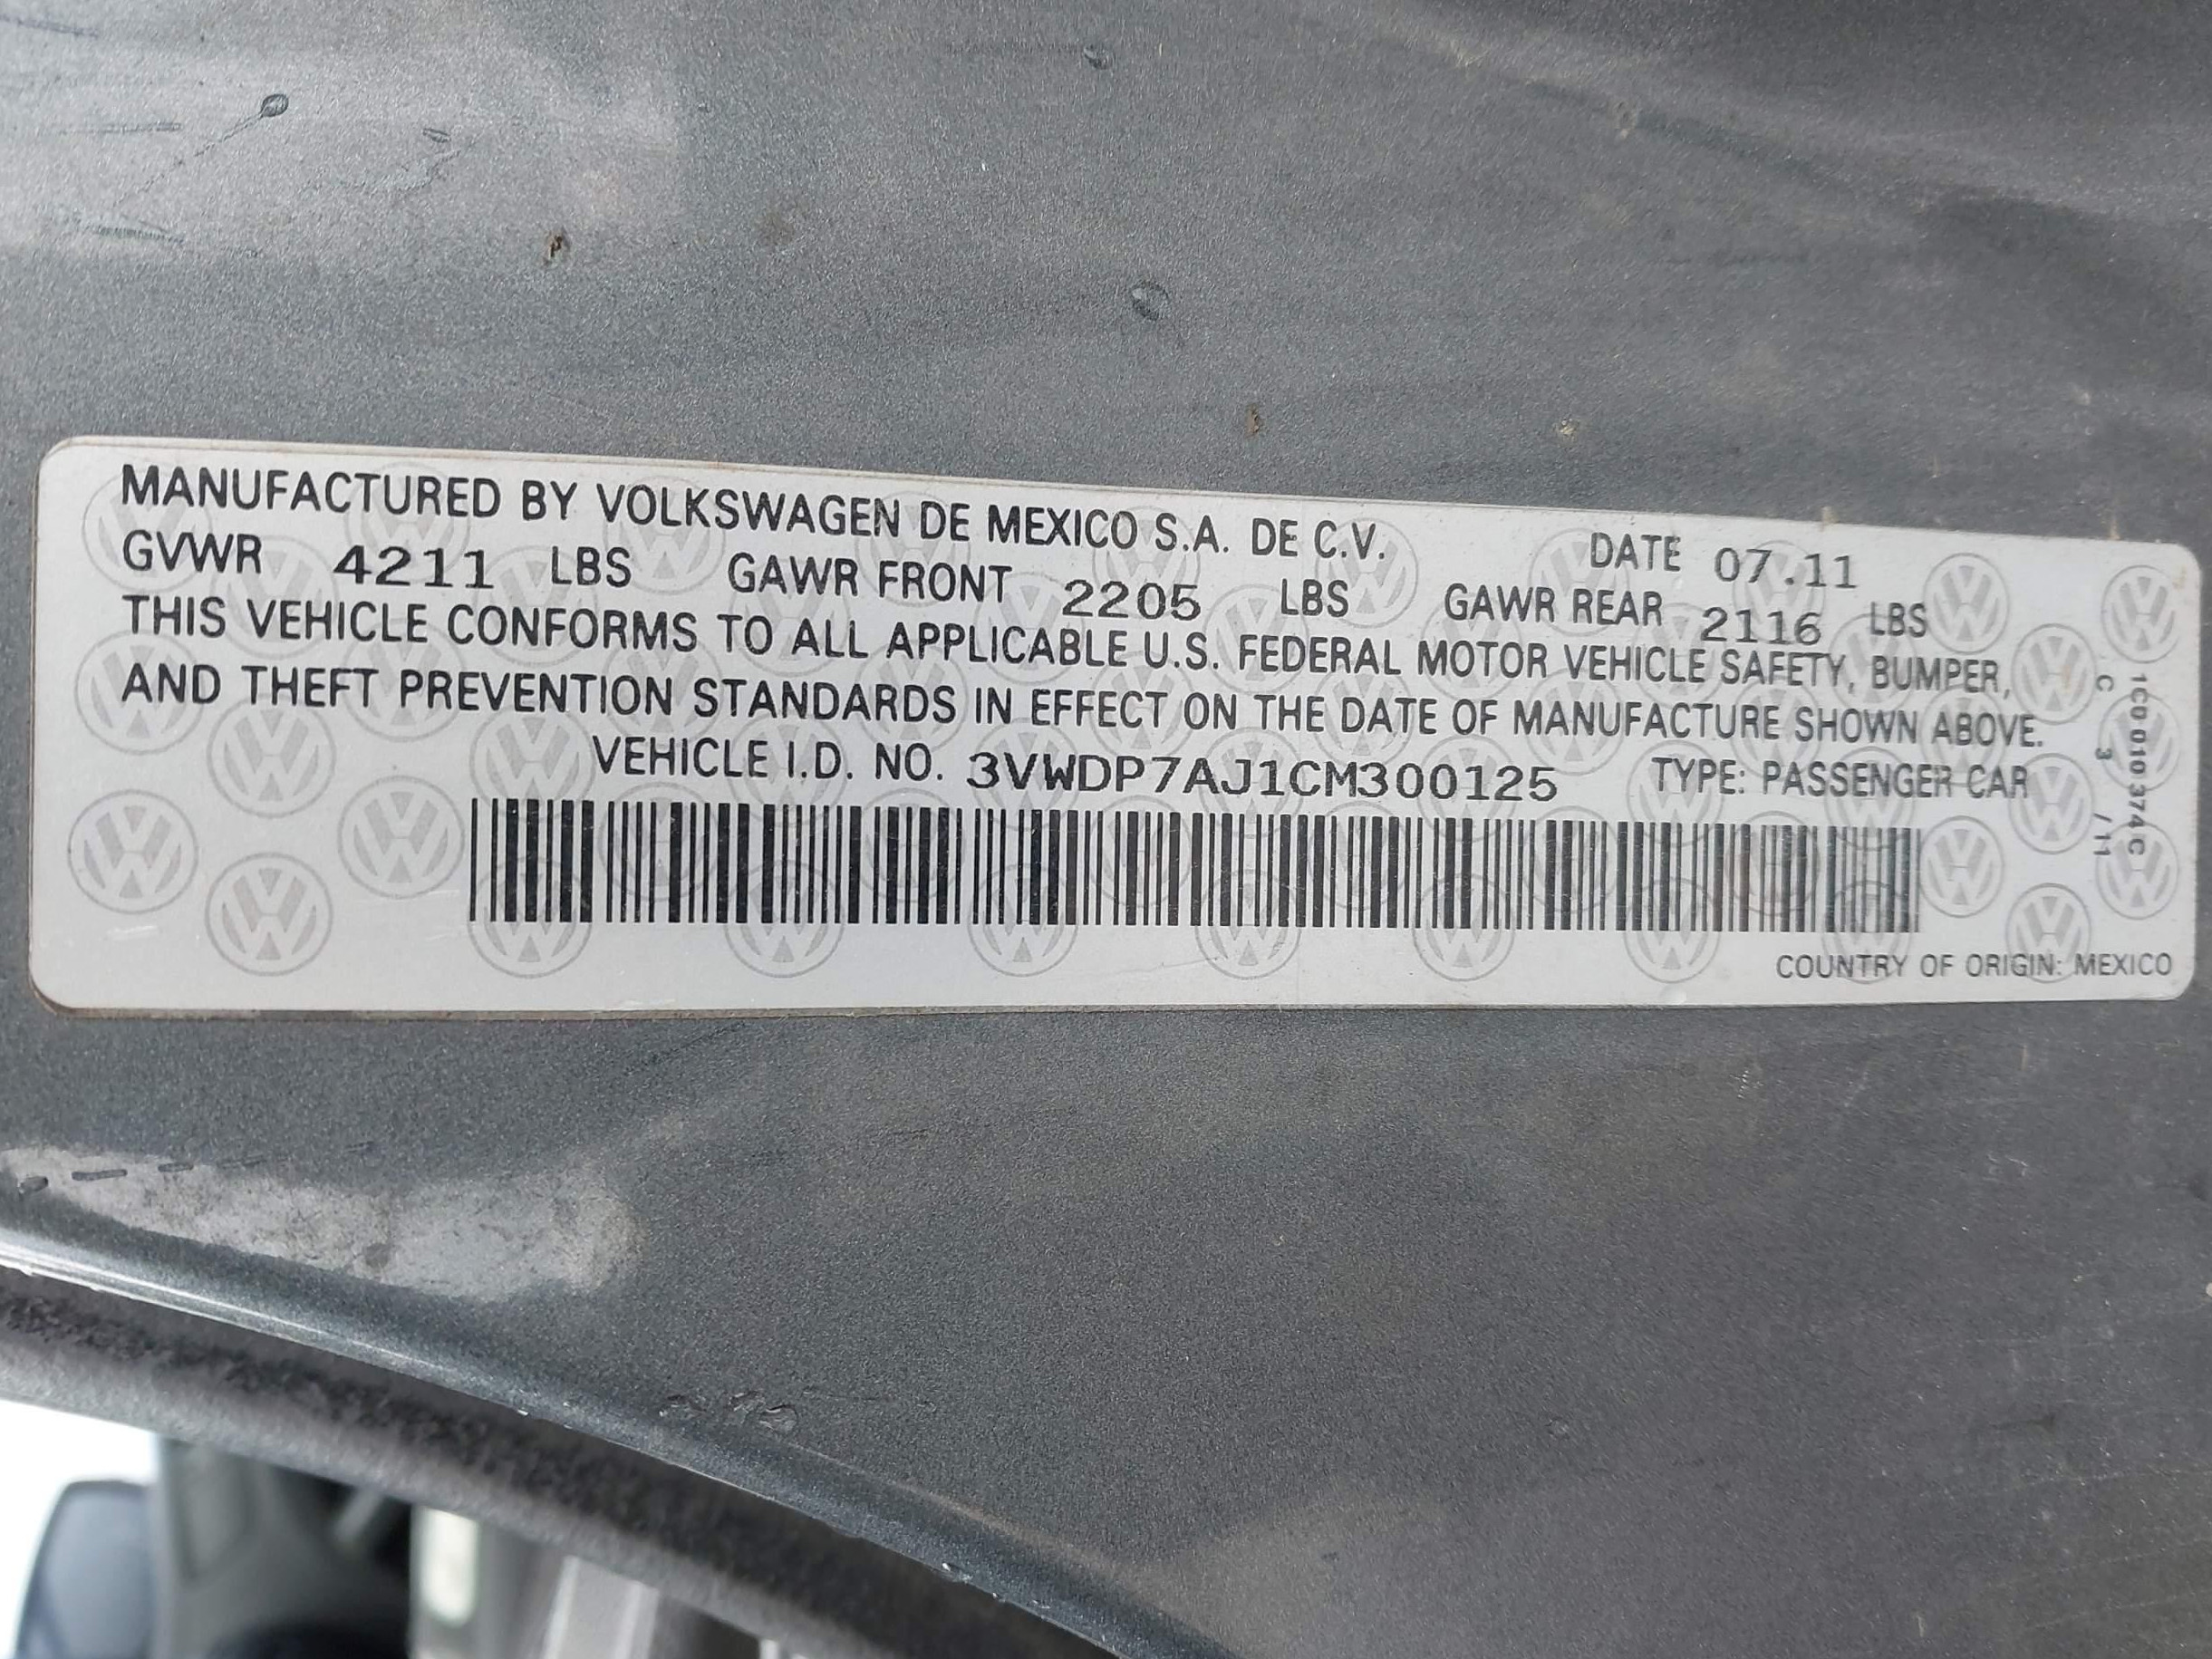 MANUFACTURED BY VOLKSWAGEN DE MEXICO S.A. DE C.V. DATE 07.11
GVWR 4211 LBS GAWR FRONT 2205 LBS GAWR REAR 2116 LBS
THIS VEHICLE CONFORMS TO ALL APPLICABLE U.S. FEDERAL MOTOR VEHICLE SAFETY, BUMPER,
AND THEFT PREVENTION STANDARDS IN EFFECT ON THE DATE OF MANUFACTURE SHOWN ABOVE.
VEHICLE I.D. NO. 3VWDP7AJ1CM300125 TYPE: PASSENGER CAR
COUNTRY OF ORIGIN: MEXICO
1C0 010 374 C
C 3 / 11